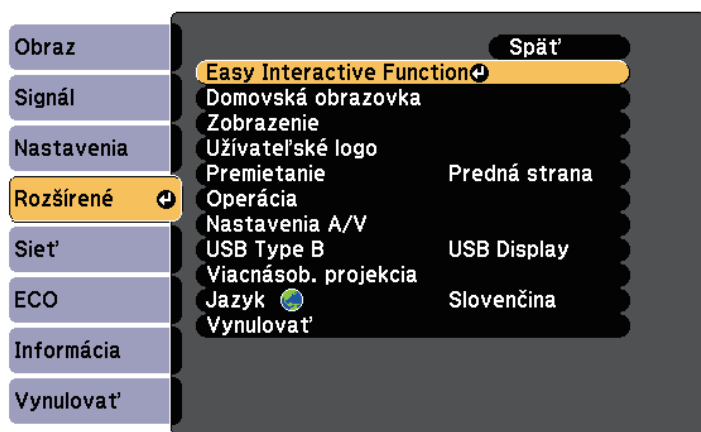 Obraz
Signál
Nastavenia
Rozšírené
Sieť
ECO
Informácia
Vynulovať
Späť
Easy Interactive Function
Domovská obrazovka
Zobrazenie
Užívateľské logo
Premietanie Predná strana
Operácia
Nastavenia A/V
USB Type B USB Display
Viacnásob. projekcia
Jazyk Slovenčina
Vynulovať